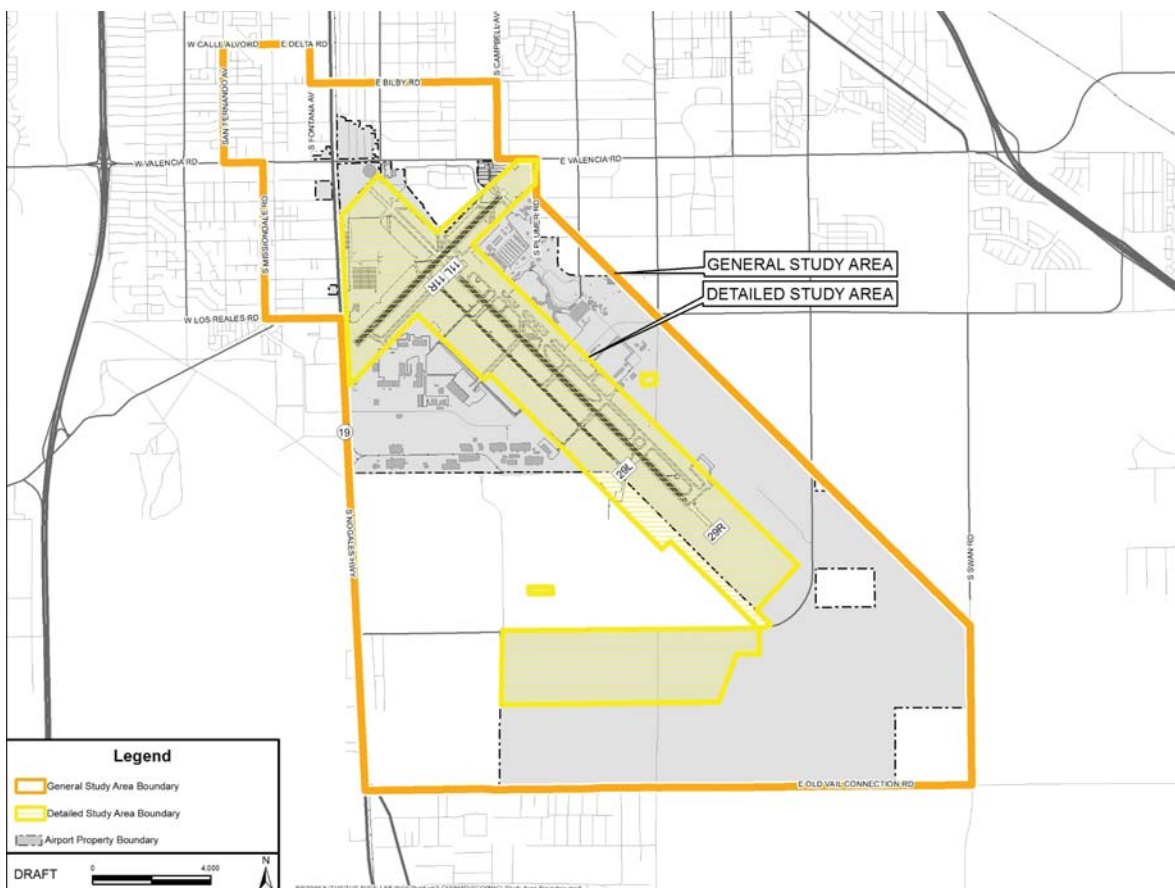 W CALLE ALVORD
E DELTA RD
S CAMPBELL AV
E BILBY RD
SAN FERNANDO AV
S FONTANA AV
W VALENCIA RD
E VALENCIA RD
S MISSIONDALE RD
S PLUMER RD
GENERAL STUDY AREA
11L 11R
DETAILED STUDY AREA
W LOS REALES RD
19
29L
29R
S NOGALES HWY
S SWAN RD
E OLD VAIL CONNECTION RD
Legend
General Study Area Boundary
Detailed Study Area Boundary
Airport Property Boundary
DRAFT
0 4,000
N